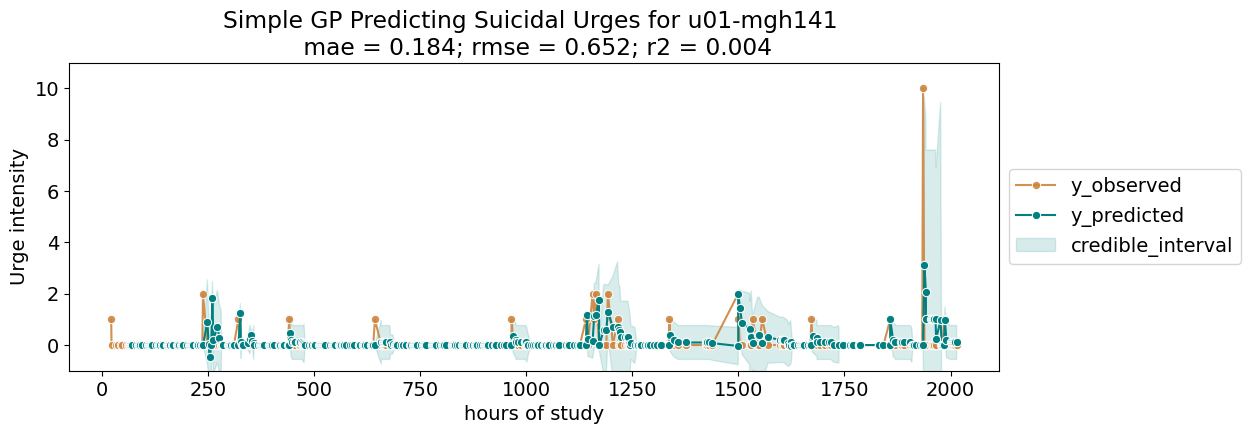 Simple GP Predicting Suicidal Urges for u01-mgh141
mae = 0.184; rmse = 0.652; r2 = 0.004
Urge intensity
10
8
6
4
2
0
0 250 500 750 1000 1250 1500 1750 2000
hours of study
y_observed
y_predicted
credible_interval